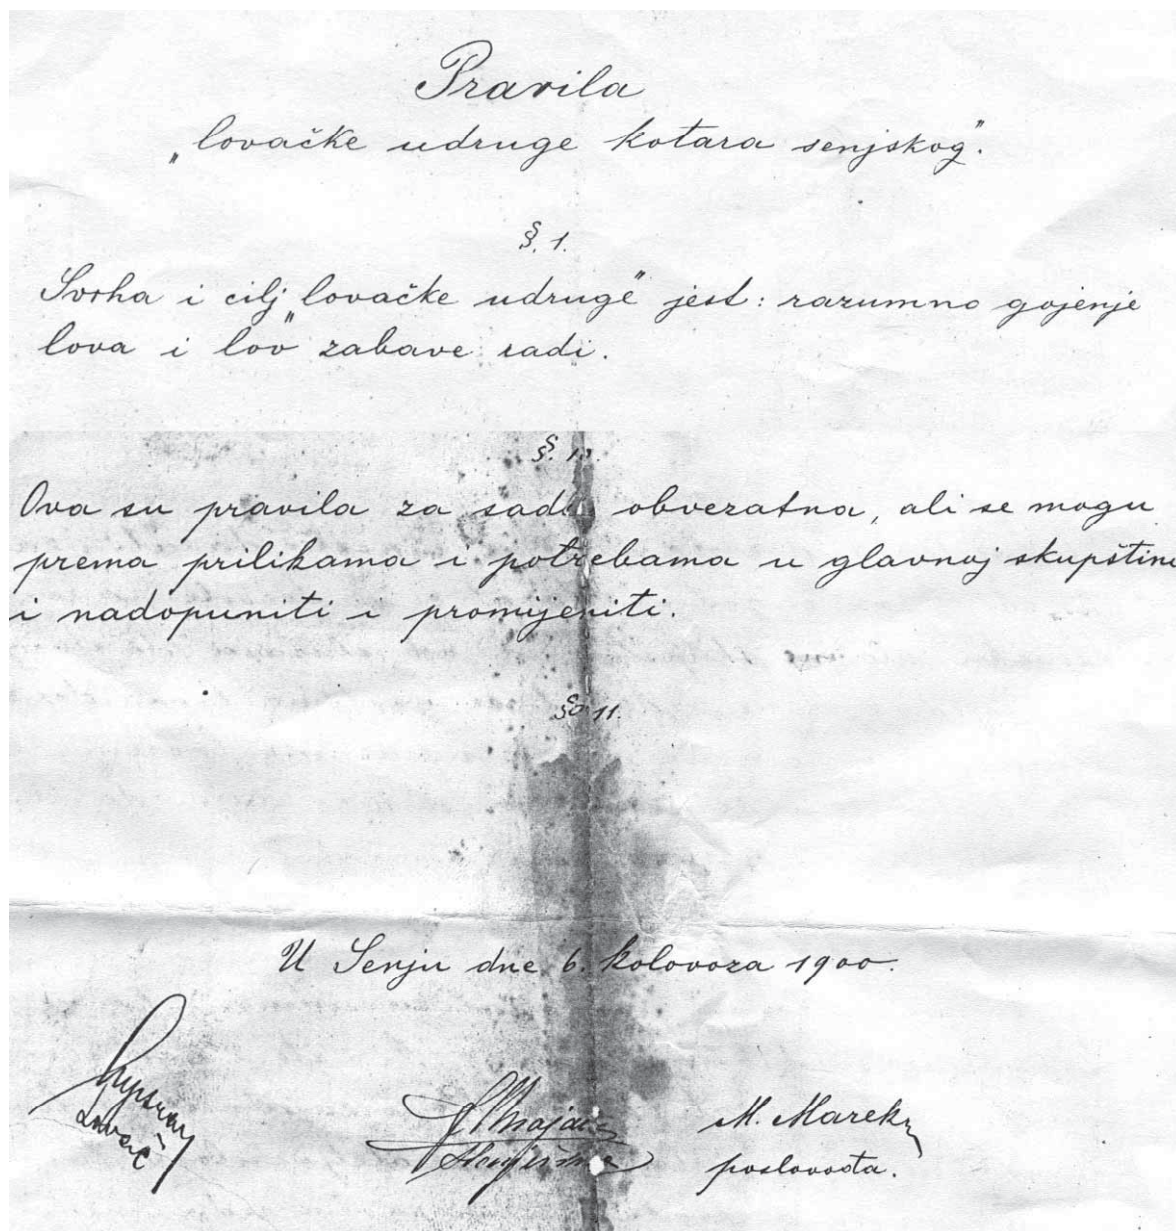 Pravila
„lovačke udruge kotara senjskog".
§. 1.
Svrha i cilj „lovačke udruge" jest: razumno gojenje
lova i lov zabave radi.
Ova su pravila za sada obvezatna, ali se mogu
prema prilikama i potrebama u glavnoj skupštini
i nadopuniti i promijeniti.
§ 11.
U Senju dne 6. kolovoza 1900.
M. Marek
poslovođa.